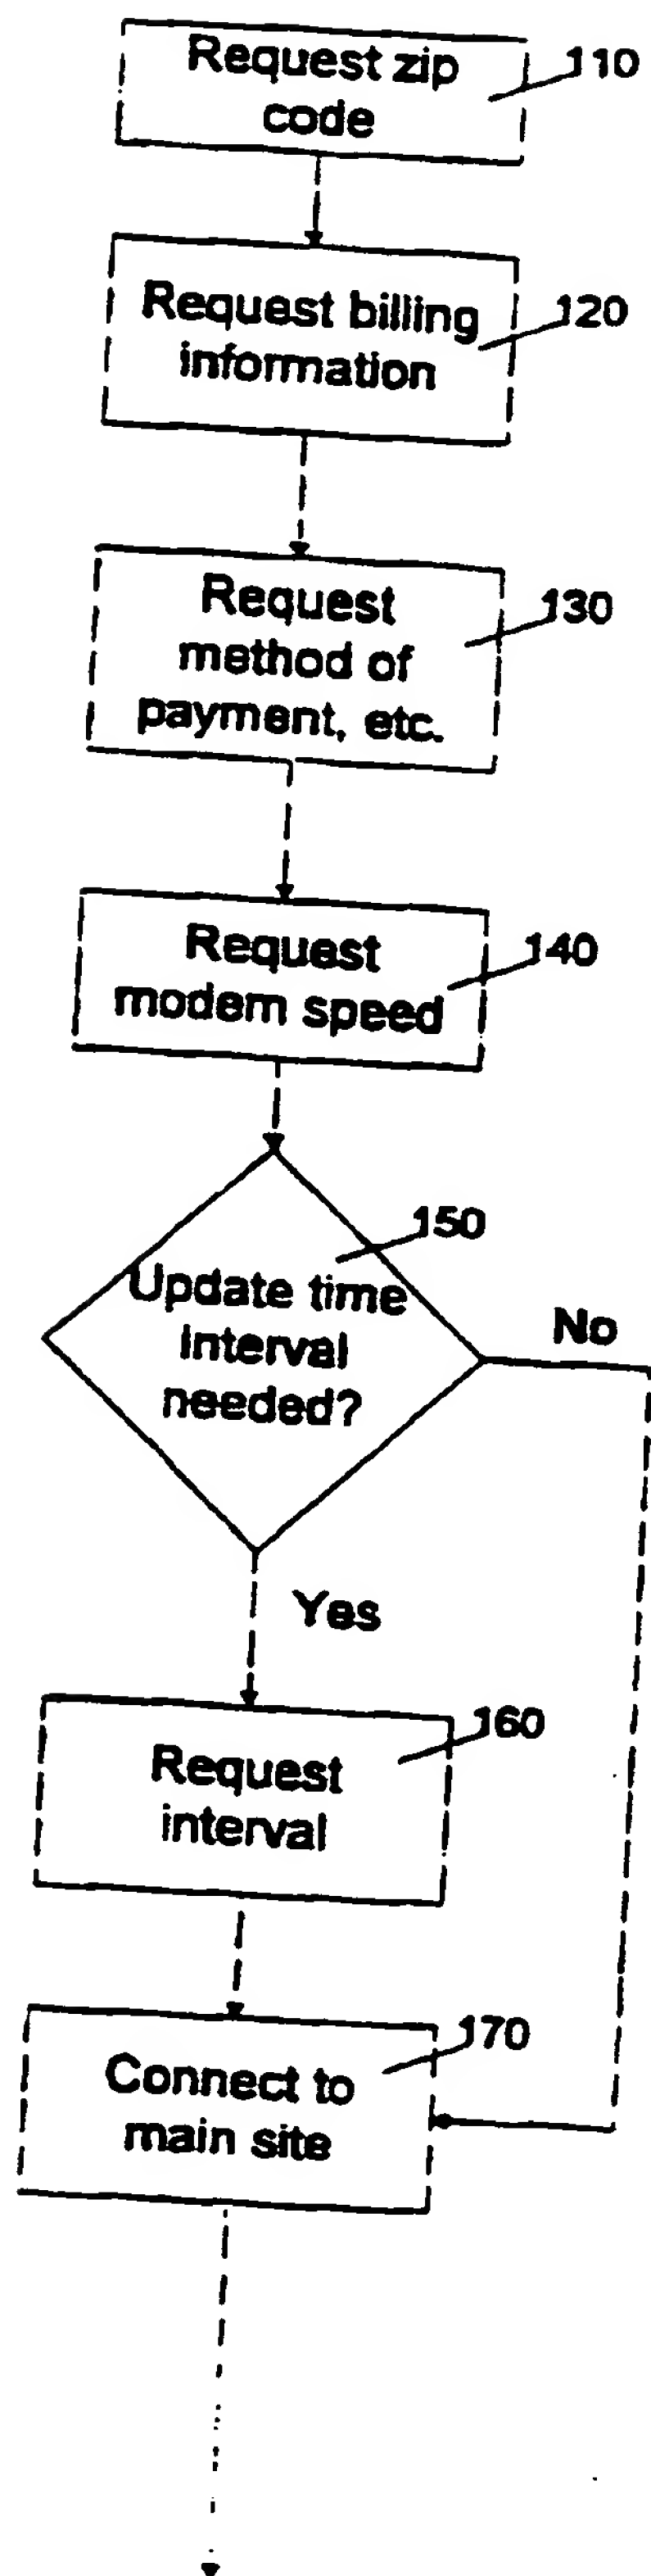 Request zip
code
110
Request billing
information
120
Request
method of
payment, etc.
130
Request
modem speed
140
150
Update time
interval
needed?
No
Yes
160
Request
interval
170
Connect to
main site